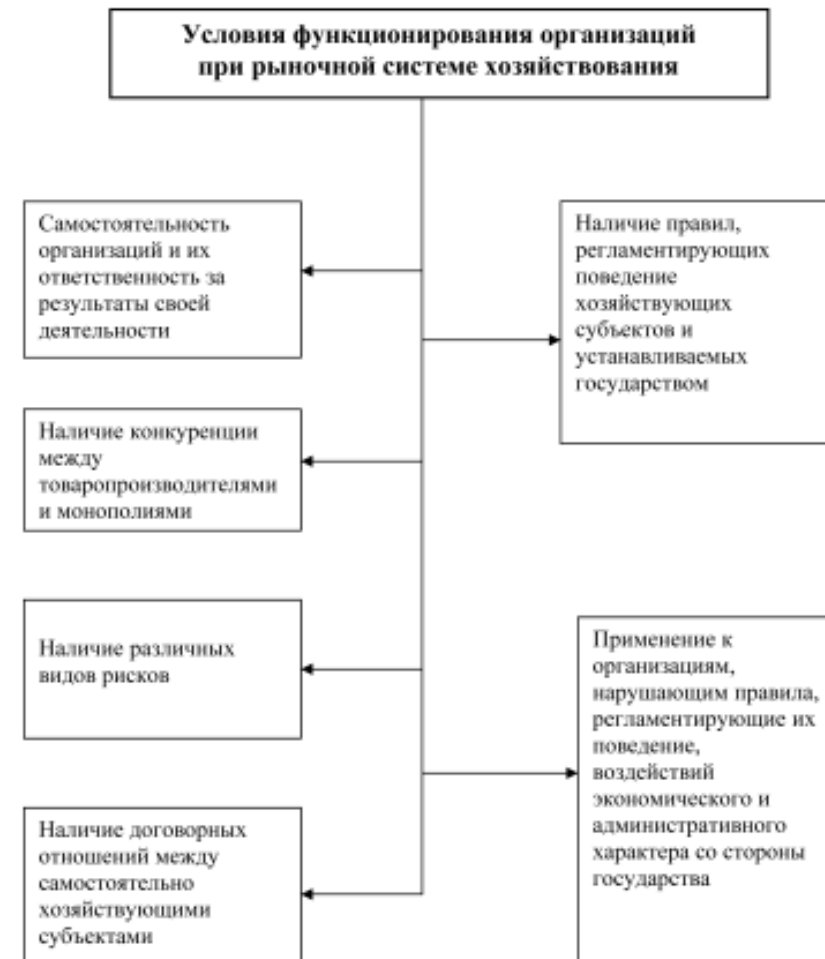 Условия функционирования организаций
при рыночной системе хозяйствования
Самостоятельность
организаций и их
ответственность за
результаты своей
деятельности
Наличие правил,
регламентирующих
поведение
хозяйствующих
субъектов и
устанавливаемых
государством
Наличие конкуренции
между
товаропроизводителями
и монополиями
Наличие различных
видов рисков
Применение к
организациям,
нарушающим правила,
регламентирующие их
поведение,
воздействий
экономического и
административного
характера со стороны
государства
Наличие договорных
отношений между
самостоятельно
хозяйствующими
субъектами